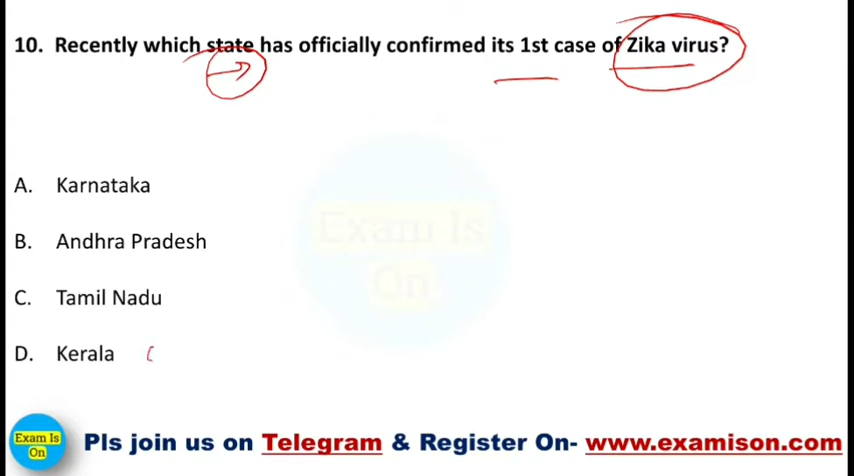 10. Recently which state has officially confirmed its 1st case of Zika virus?
A. Karnataka
Exam Is
B. Andhra Pradesh
On
C. Tamil Nadu
D. Kerala
Exam Is
On
Pls join us on Telegram & Register On- www.examison.com